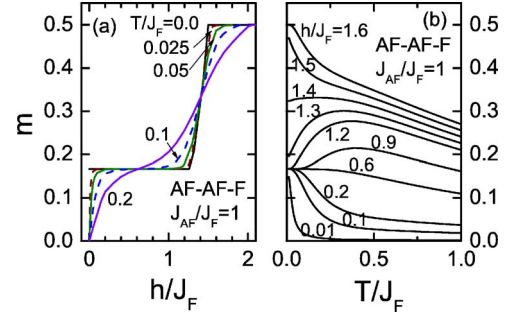 (a) T/J_F=0.0
0.025
0.05
0.1
0.2
AF-AF-F
J_AF/J_F=1
m
0.5
0.4
0.3
0.2
0.1
0.0
0 1 2
h/J_F
(b) h/J_F=1.6
AF-AF-F
J_AF/J_F=1
1.5
1.4
1.3
1.2
0.9
0.6
0.2
0.1
0.01
0.5
0.4
0.3
0.2
0.1
0.0
0.0 0.5 1.0
T/J_F